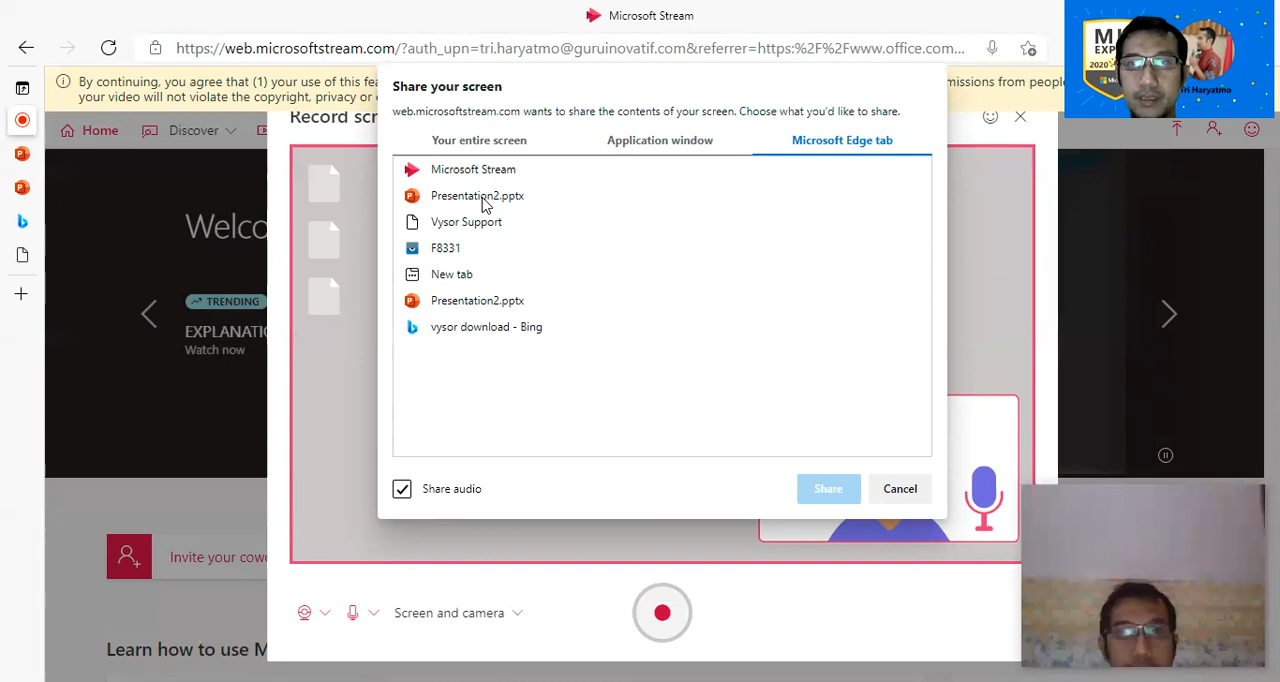 Microsoft Stream
https://web.microsoftstream.com/?auth_upn=tri.haryatmo@guruinovatif.com&referrer=https:%2F%2Fwww.office.com...
MI
EXP
2020
Tri Haryatmo
By continuing, you agree that (1) your use of this fea
missions from people
your video will not violate the copyright, privacy or
Share your screen
web.microsoftstream.com wants to share the contents of your screen. Choose what you'd like to share.
Record scr
Home
Discover
Your entire screen
Application window
Microsoft Edge tab
Microsoft Stream
Presentation2.pptx
Vysor Support
F8331
New tab
Presentation2.pptx
vysor download - Bing
Welco
TRENDING
EXPLANATIO
Watch now
Share audio
Share
Cancel
Invite your cowo
Screen and camera
Learn how to use M